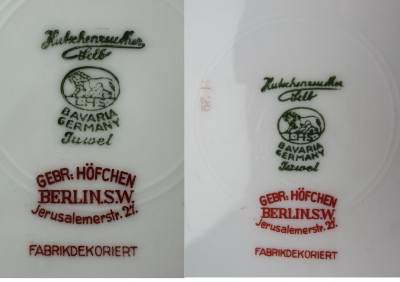 Hutschenreuther
Selb
L.H.S.
BAVARIA
GERMANY
Juwel
GEBR: HÖFCHEN
BERLIN.S.W.
Jerusalemerstr. 27.
FABRIKDEKORIERT
Hutschenreuther
Selb
L.H.S.
BAVARIA
GERMANY
Juwel
GEBR: HÖFCHEN
BERLIN.S.W.
Jerusalemerstr. 27.
FABRIKDEKORIERT